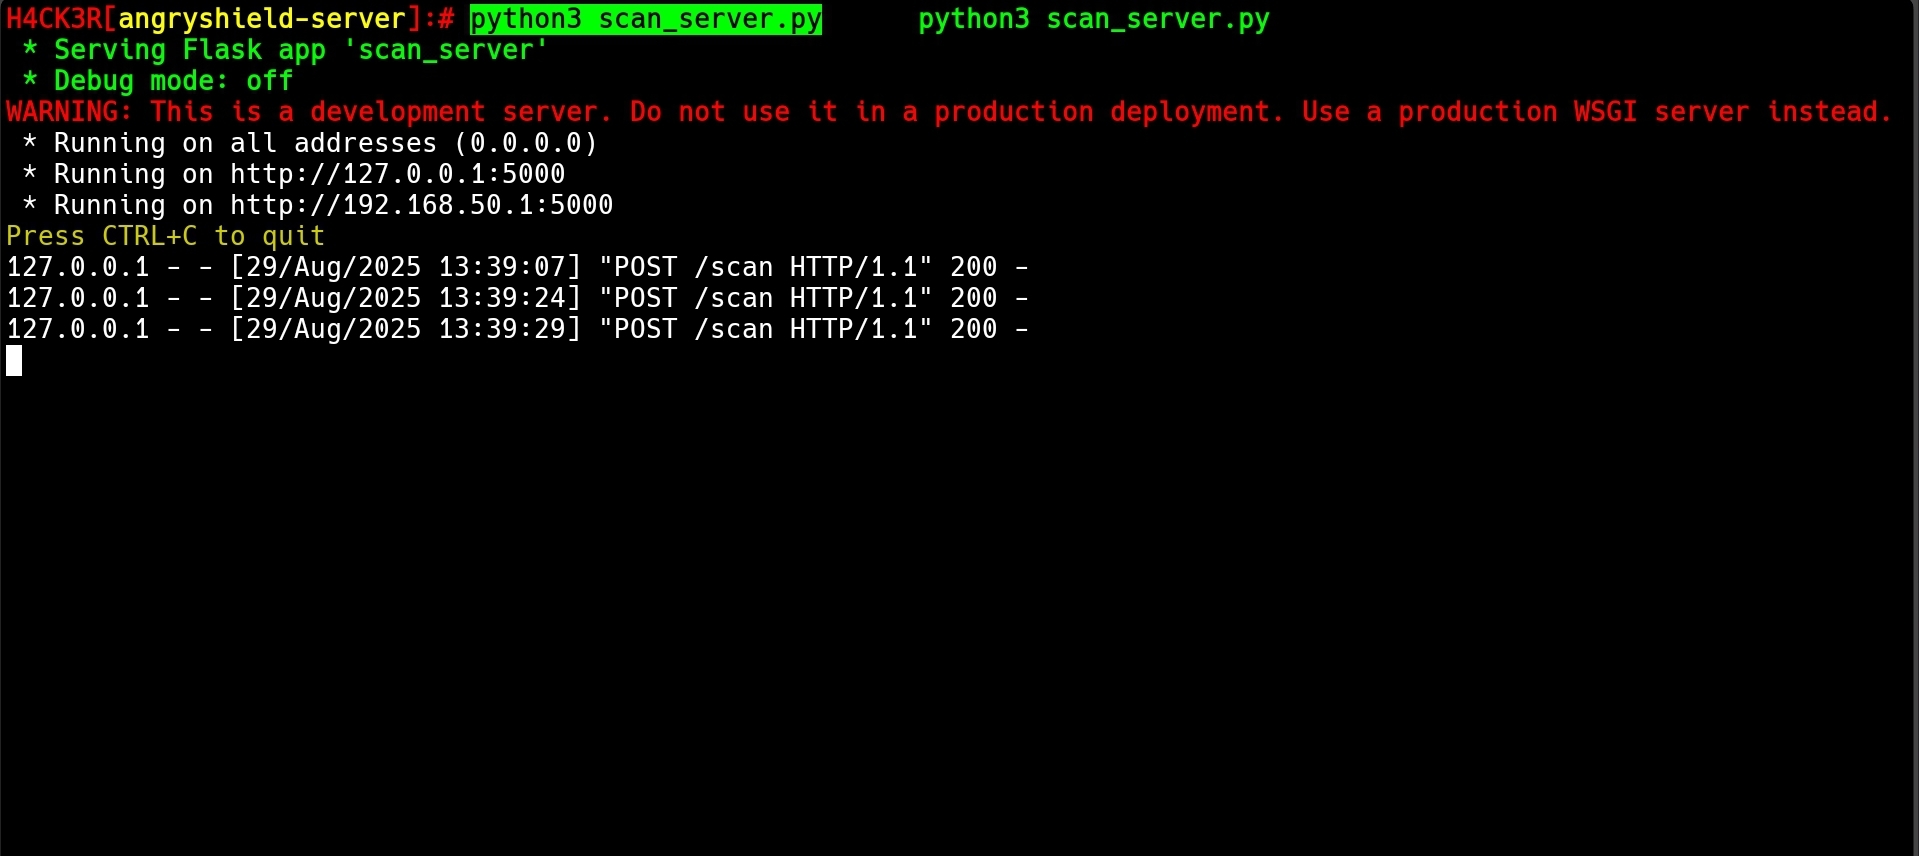 H4CK3R[angryshield-server]:# python3 scan_server.py      python3 scan_server.py
 * Serving Flask app 'scan_server'
 * Debug mode: off
WARNING: This is a development server. Do not use it in a production deployment. Use a production WSGI server instead.
 * Running on all addresses (0.0.0.0)
 * Running on http://127.0.0.1:5000
 * Running on http://192.168.50.1:5000
Press CTRL+C to quit
127.0.0.1 - - [29/Aug/2025 13:39:07] "POST /scan HTTP/1.1" 200 -
127.0.0.1 - - [29/Aug/2025 13:39:24] "POST /scan HTTP/1.1" 200 -
127.0.0.1 - - [29/Aug/2025 13:39:29] "POST /scan HTTP/1.1" 200 -